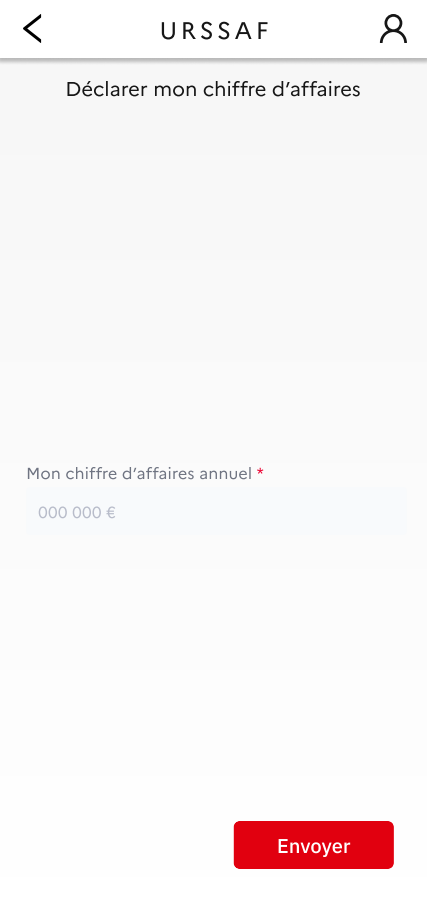 URSSAF
Déclarer mon chiffre d’affaires
Mon chiffre d’affaires annuel *
000 000 €
Envoyer